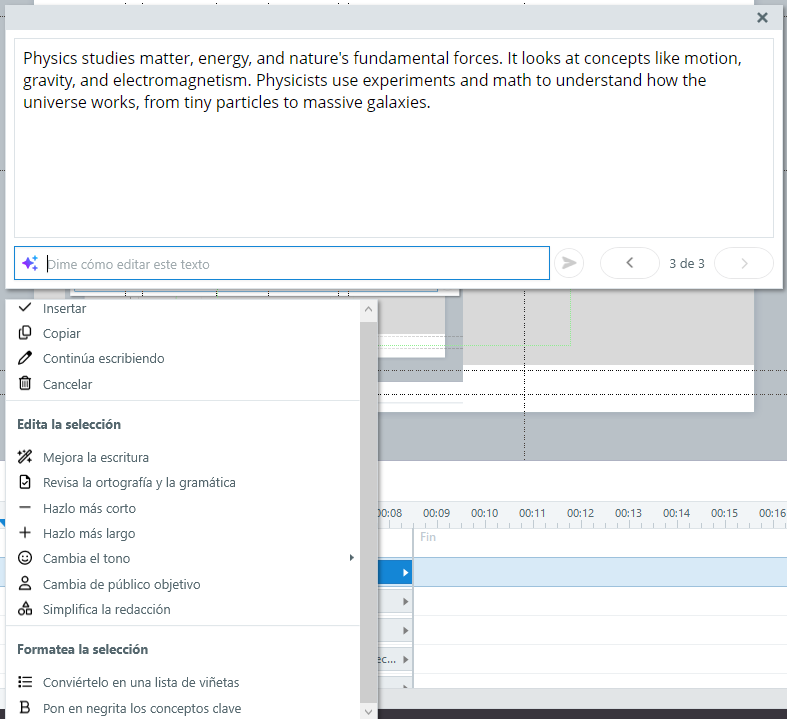 Physics studies matter, energy, and nature's fundamental forces. It looks at concepts like motion,
gravity, and electromagnetism. Physicists use experiments and math to understand how the
universe works, from tiny particles to massive galaxies.
Dime cómo editar este texto
3 de 3
Insertar
Copiar
Continúa escribiendo
Cancelar
Edita la selección
Mejora la escritura
Revisa la ortografía y la gramática
Hazlo más corto
Hazlo más largo
Cambia el tono
Cambia de público objetivo
Simplifica la redacción
Formatea la selección
Conviértelo en una lista de viñetas
B Pon en negrita los conceptos clave
00:08 00:09 00:10 00:11 00:12 00:13 00:14 00:15 00:16
Fin
ec...